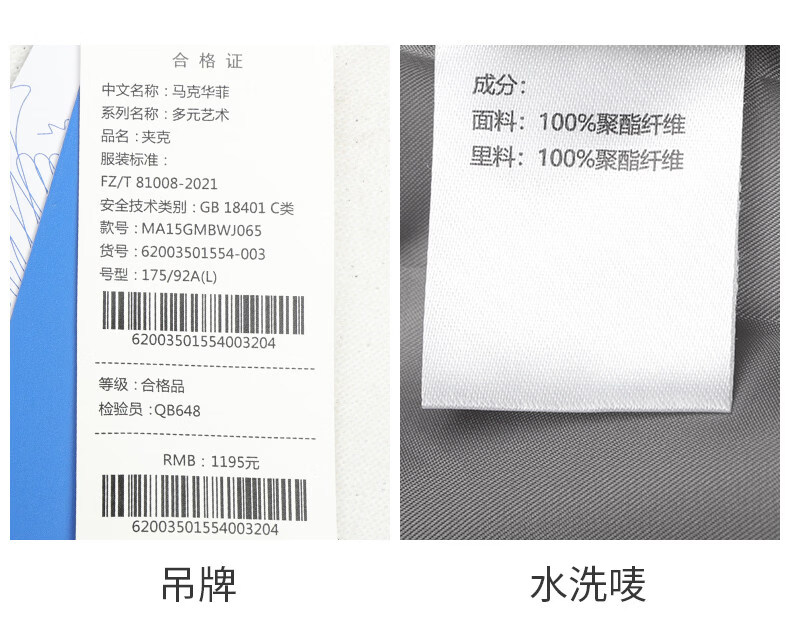 合格证
中文名称：马克华菲
系列名称：多元艺术
品名：夹克
服装标准：
FZ/T 81008-2021
安全技术类别：GB 18401 C类
款号：MA15GMBWJ065
货号：62003501554-003
号型：175/92A(L)
62003501554003204
等级：合格品
检验员：QB648
RMB：1195元
62003501554003204
成分：
面料：100%聚酯纤维
里料：100%聚酯纤维
吊牌
水洗唛